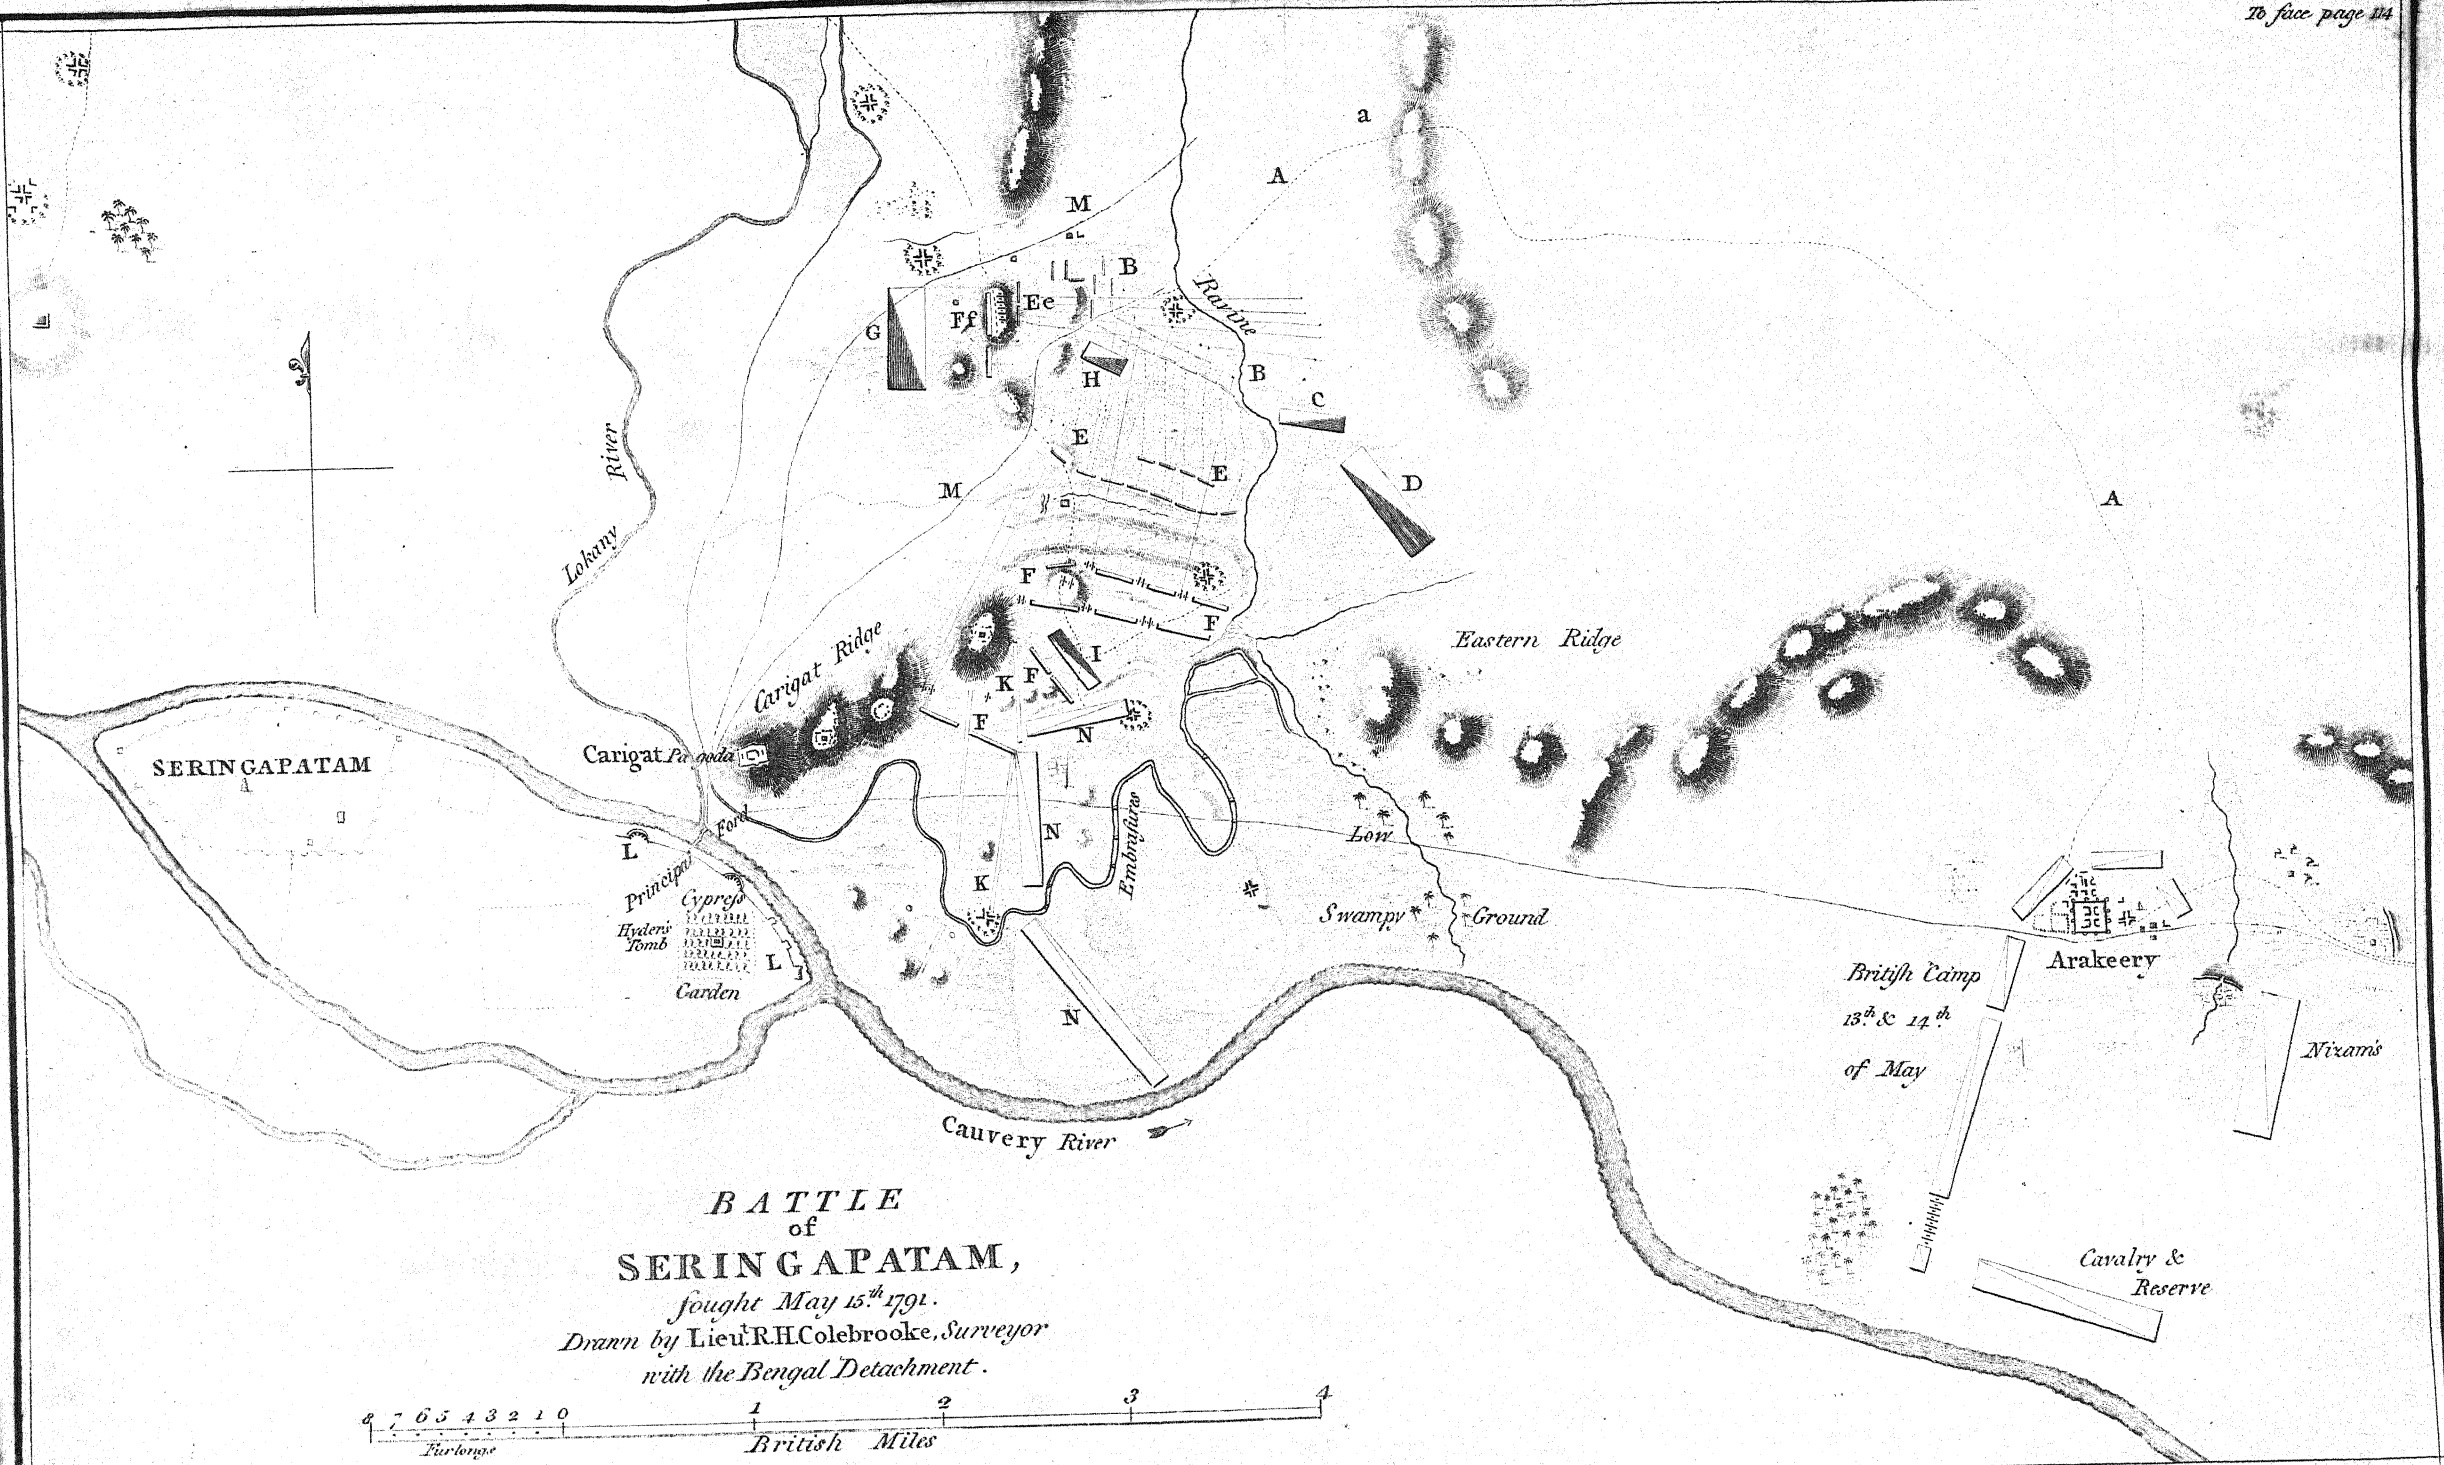 To face page 114
a
A
M
B
Ravine
Ee
Ff
G
H
B
C
River
E
E
D
M
A
Lokany
F
F
Eastern Ridge
Carigat Ridge
I
K
F
F
N
SERINGAPATAM
Carigat Pagoda
Ford
Principal
L
N
Embrasures
Low
K
Cypress
Hyder's
Tomb
L
Garden
Swampy Ground
Arakeery
British Camp
13th. & 14th.
of May
N
Nizam's
Cauvery River
Cavalry &
Reserve
BATTLE
of
SERINGAPATAM,
fought May 15th. 1791.
Drawn by Lieut. R.H. Colebrooke, Surveyor
with the Bengal Detachment.
8 7 6 5 4 3 2 1 0 1 2 3 4
Furlongs
British Miles